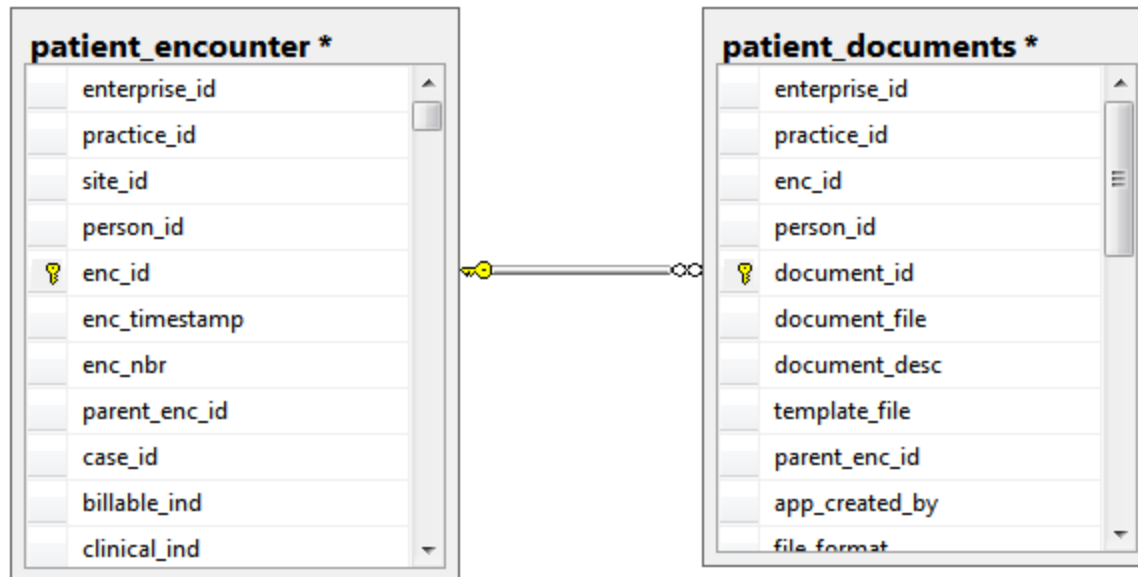 patient_encounter *
enterprise_id
practice_id
site_id
person_id
enc_id
enc_timestamp
enc_nbr
parent_enc_id
case_id
billable_ind
clinical_ind
patient_documents *
enterprise_id
practice_id
enc_id
person_id
document_id
document_file
document_desc
template_file
parent_enc_id
app_created_by
file_format